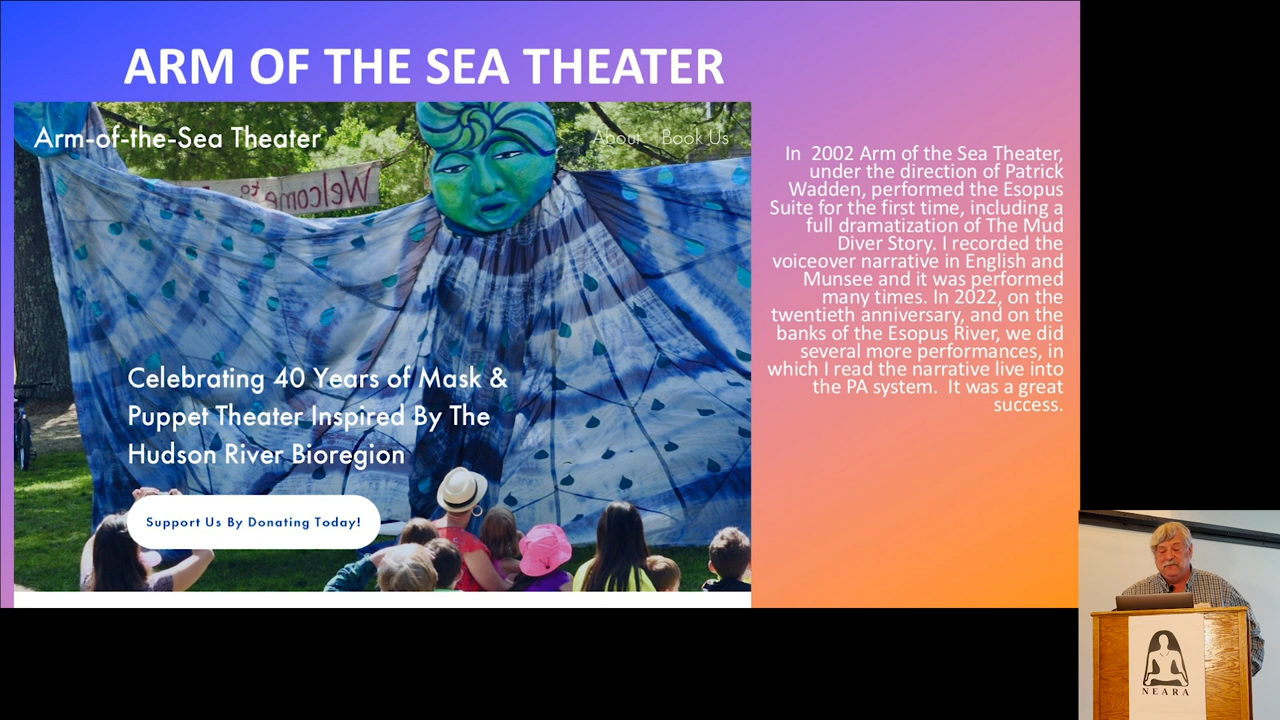 ARM OF THE SEA THEATER
Arm-of-the-Sea Theater
About Book Us
Welcome to
Celebrating 40 Years of Mask &
Puppet Theater Inspired By The
Hudson River Bioregion
Support Us By Donating Today!
In 2002 Arm of the Sea Theater,
under the direction of Patrick
Wadden, performed the Esopus
Suite for the first time, including a
full dramatization of The Mud
Diver Story. I recorded the
voiceover narrative in English and
Munsee and it was performed
many times. In 2022, on the
twentieth anniversary, and on the
banks of the Esopus River, we did
several more performances, in
which I read the narrative live into
the PA system. It was a great
success.
NEARA